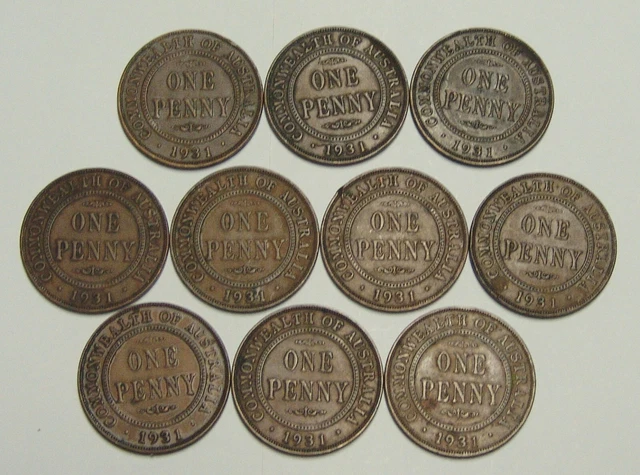 COMMONWEALTH OF AUSTRALIA
ONE
PENNY
· 1931 ·
COMMONWEALTH OF AUSTRALIA
ONE
PENNY
· 1931 ·
COMMONWEALTH OF AUSTRALIA
ONE
PENNY
· 1931 ·
COMMONWEALTH OF AUSTRALIA
ONE
PENNY
· 1931 ·
COMMONWEALTH OF AUSTRALIA
ONE
PENNY
· 1931 ·
COMMONWEALTH OF AUSTRALIA
ONE
PENNY
· 1931 ·
COMMONWEALTH OF AUSTRALIA
ONE
PENNY
· 1931 ·
COMMONWEALTH OF AUSTRALIA
ONE
PENNY
· 1931 ·
COMMONWEALTH OF AUSTRALIA
ONE
PENNY
· 1931 ·
COMMONWEALTH OF AUSTRALIA
ONE
PENNY
· 1931 ·